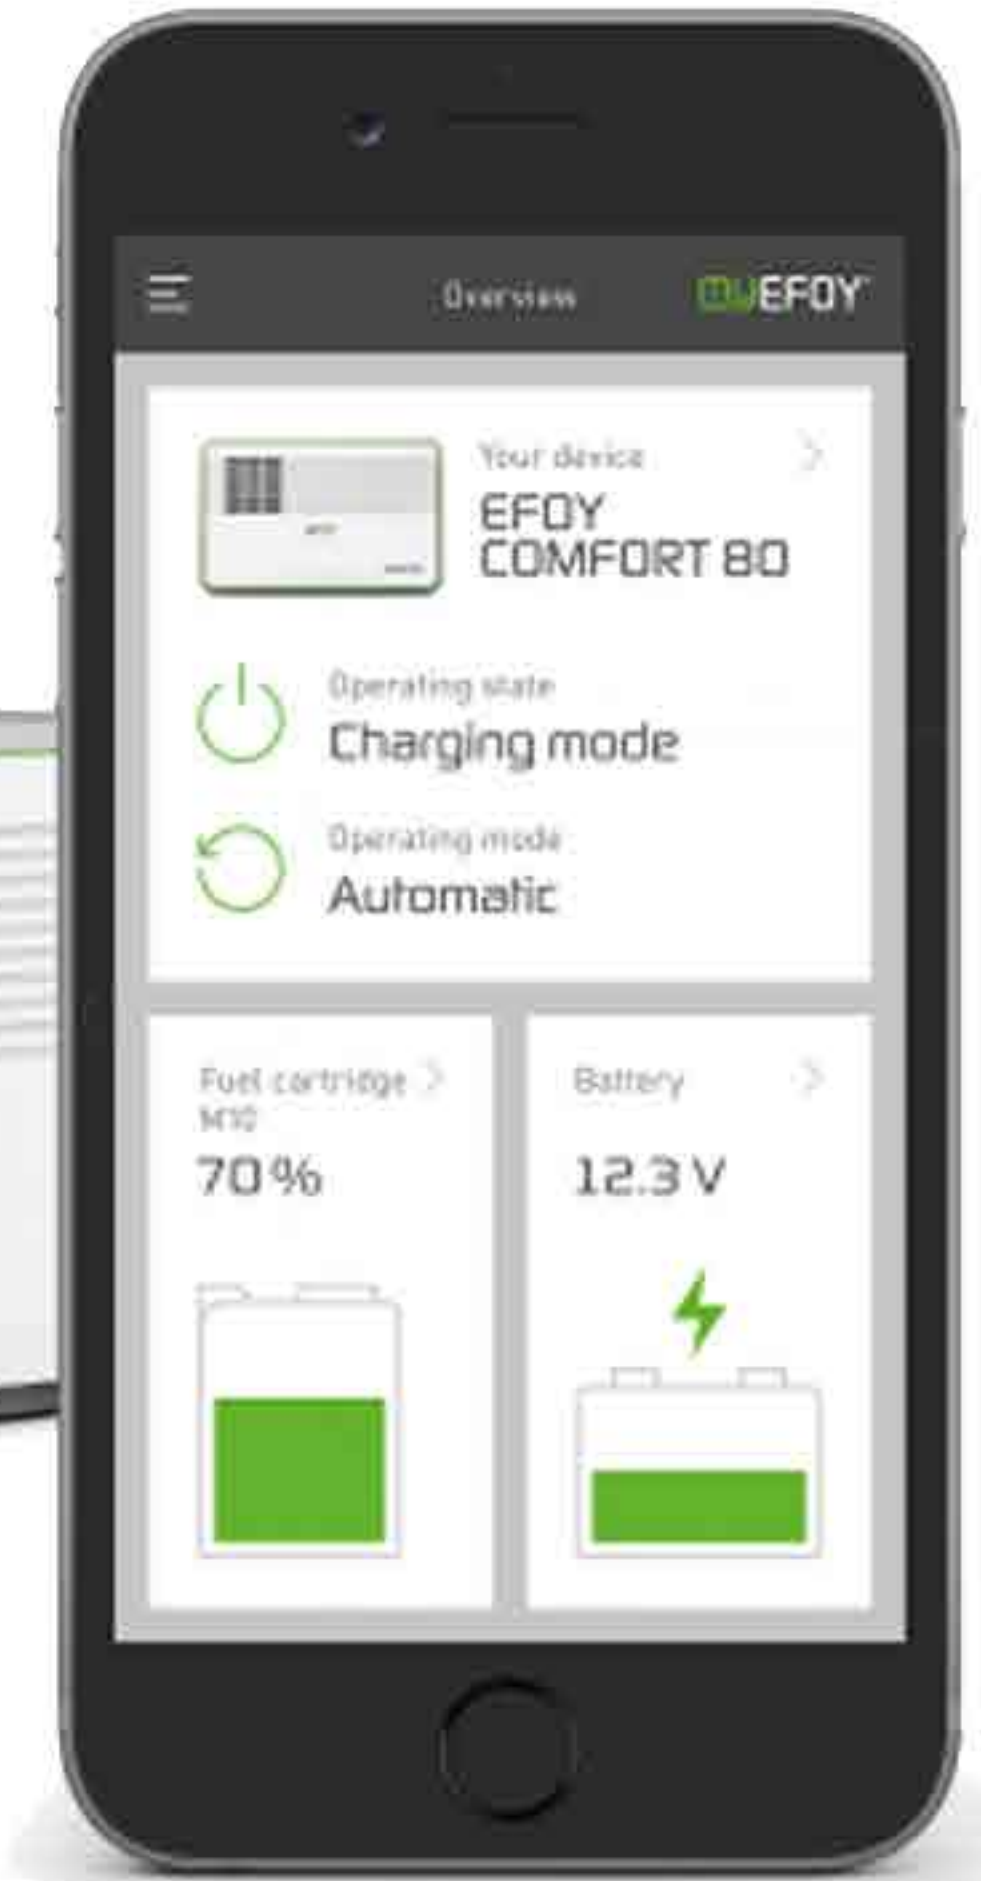 Overview
myEFOY
Your device
EFOY
COMFORT 80
Operating state
Charging mode
Operating mode
Automatic
Fuel cartridge
M10
70%
Battery
12.3 V